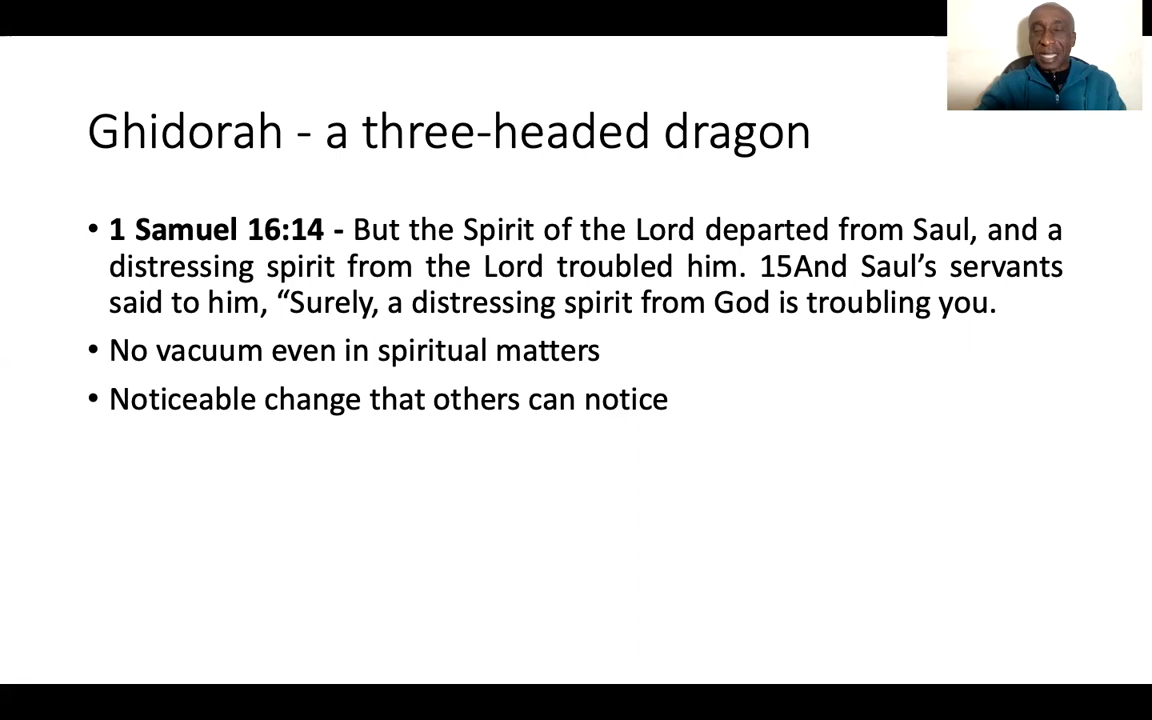 Ghidorah - a three-headed dragon
• 1 Samuel 16:14 - But the Spirit of the Lord departed from Saul, and a
distressing spirit from the Lord troubled him. 15And Saul’s servants
said to him, “Surely, a distressing spirit from God is troubling you.
• No vacuum even in spiritual matters
• Noticeable change that others can notice